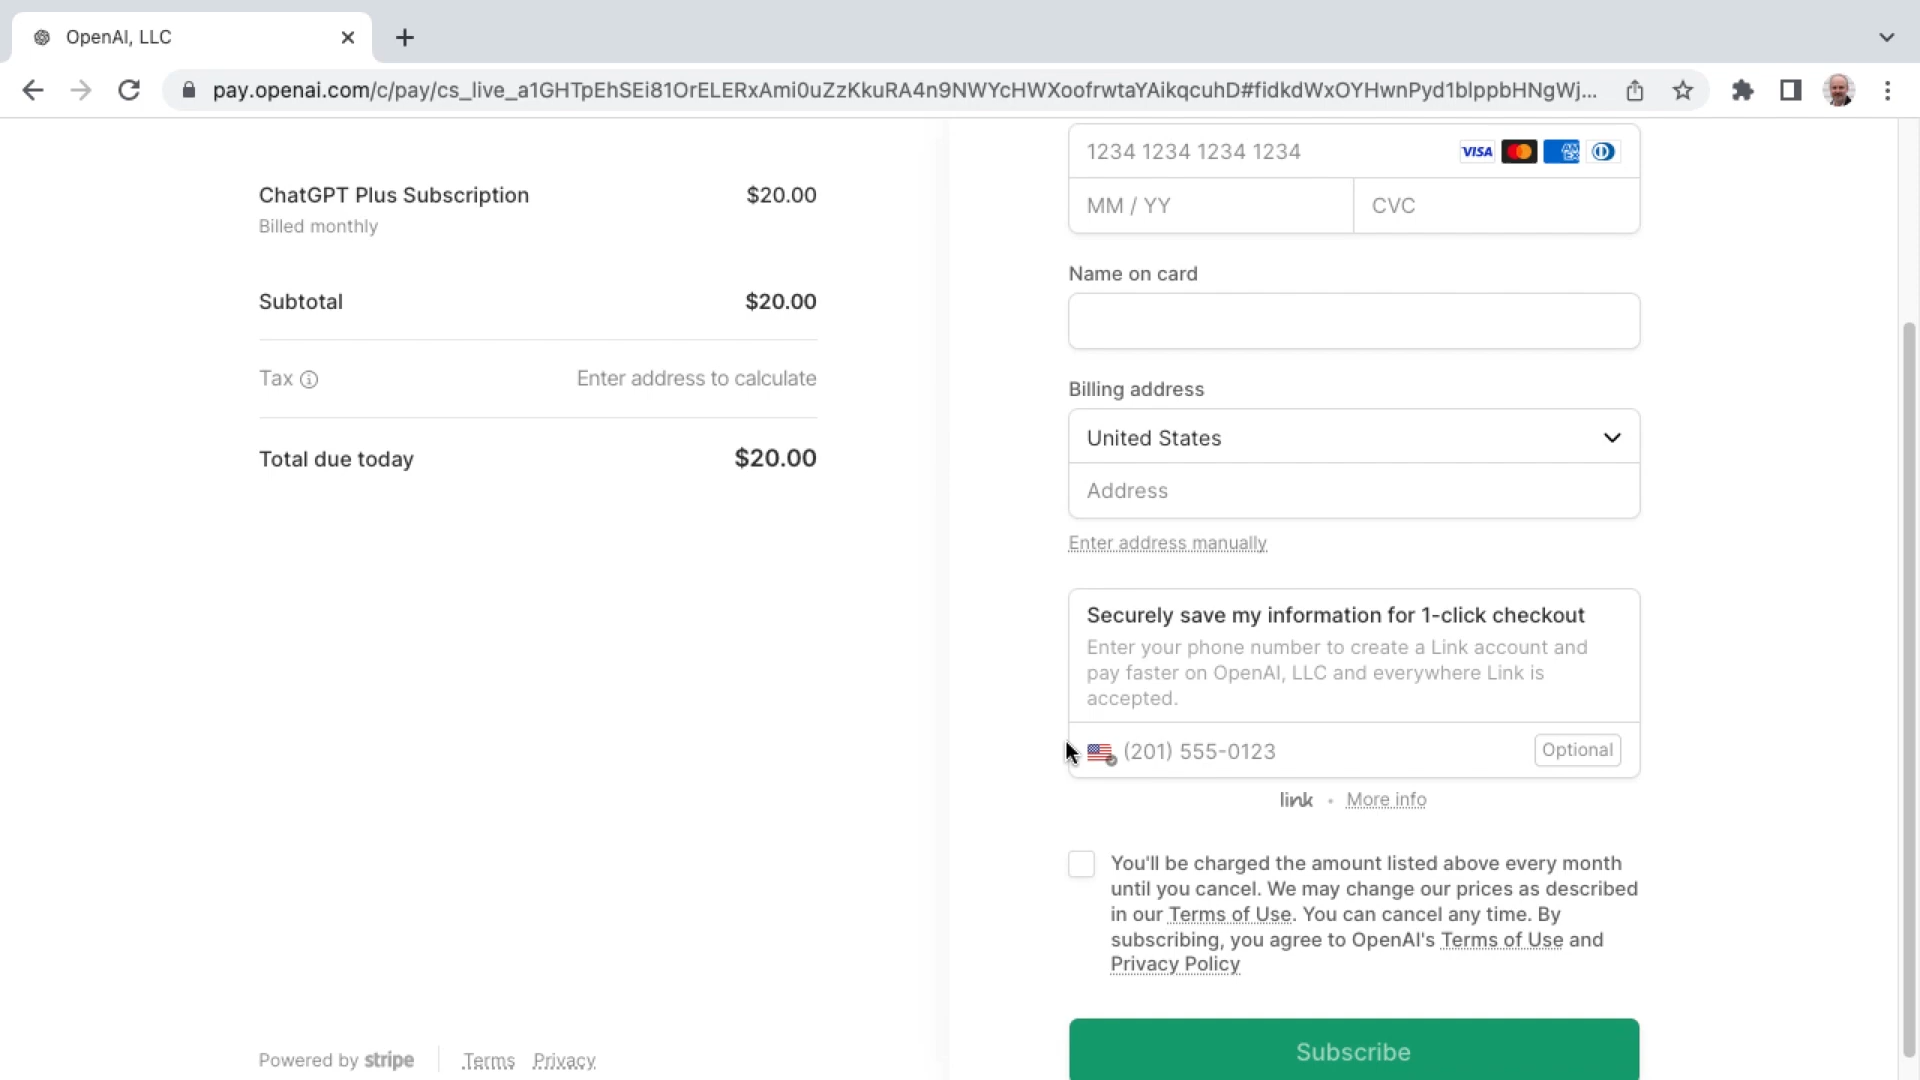 OpenAI, LLC
pay.openai.com/c/pay/cs_live_a1GHTpEhSEi81OrELERxAmi0uZzKkuRA4n9NWYcHWXoofrwtaYAikqcuhD#fidkdWxOYHwnPyd1blppbHNgWj...
ChatGPT Plus Subscription $20.00
Billed monthly
Subtotal $20.00
Tax Enter address to calculate
Total due today $20.00
Powered by stripe Terms Privacy
1234 1234 1234 1234 VISA AMEX
MM / YY CVC
Name on card
Billing address
United States
Address
Enter address manually
Securely save my information for 1-click checkout
Enter your phone number to create a Link account and
pay faster on OpenAI, LLC and everywhere Link is
accepted.
(201) 555-0123 Optional
link • More info
You'll be charged the amount listed above every month
until you cancel. We may change our prices as described
in our Terms of Use. You can cancel any time. By
subscribing, you agree to OpenAI's Terms of Use and
Privacy Policy
Subscribe